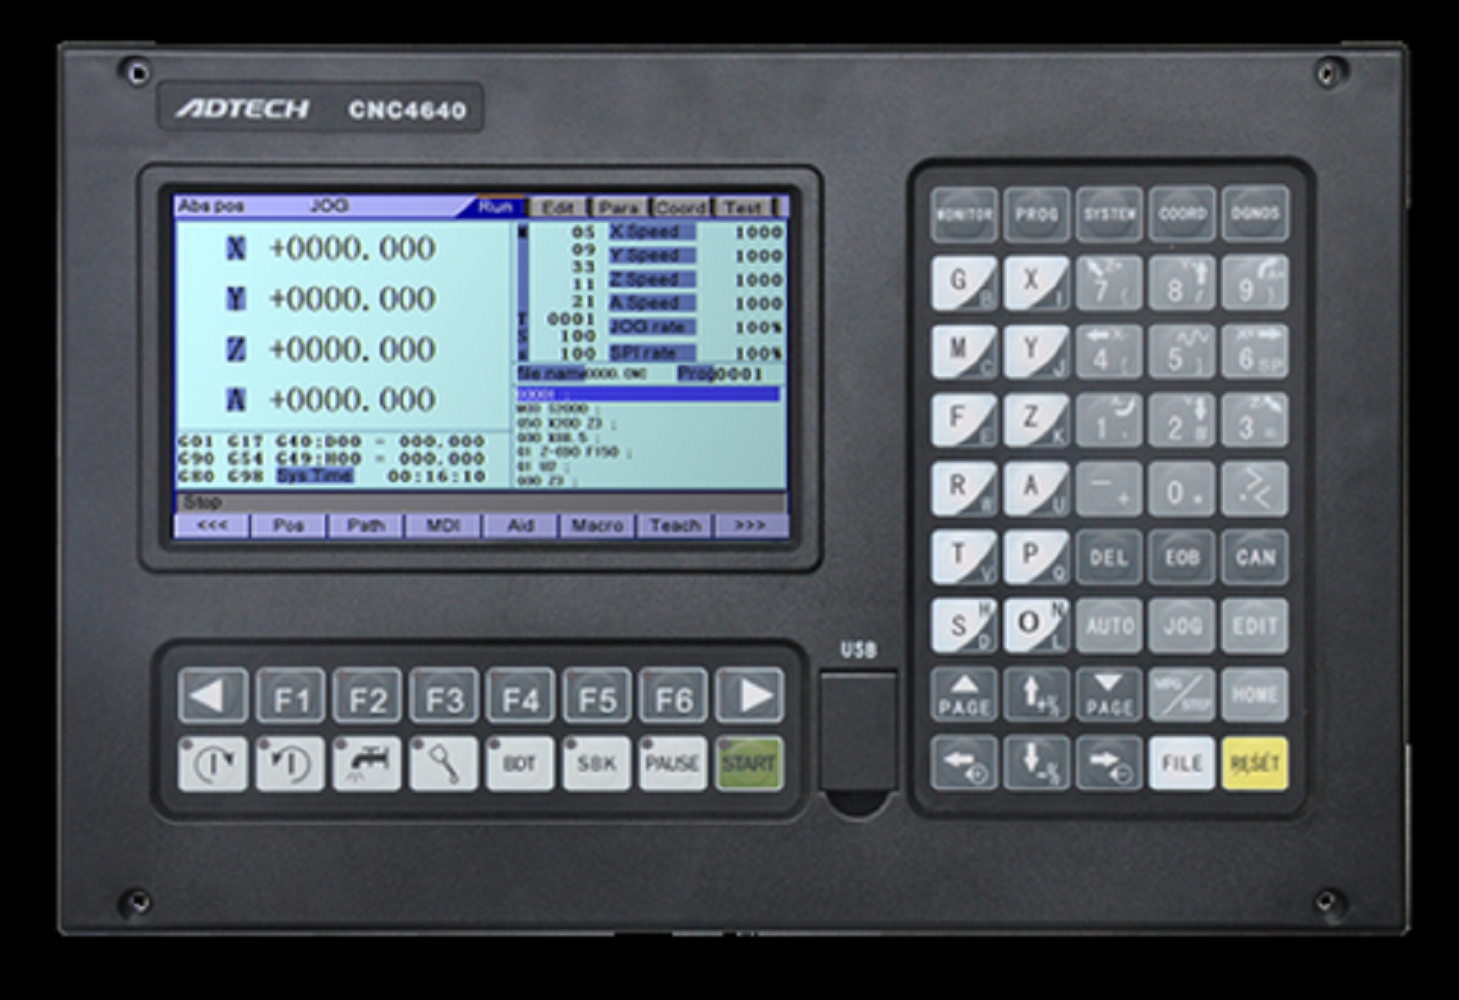 ADTECH CNC4640
Abs pos JOG Run Edit Para Coord Test
X +0000.000
Y +0000.000
Z +0000.000
A +0000.000
G01 G17 G40:D00 = 000.000
G90 G54 G49:H00 = 000.000
G80 G98 Sys Time 00:16:10
M 05 X Speed 1000
09 Y Speed 1000
33
11 Z Speed 1000
21 A Speed 1000
T 0001 JOG rate 100%
S 100
100 SPI rate 100%
file name 0000.CNC Prog 0001
Stop
<<< Pos Path MDI Aid Macro Teach >>>
F1 F2 F3 F4 F5 F6
BDT SBK PAUSE START
USB
MONITOR PROG SYSTEM COORD DGNOS
G B X I 7 8 9
M C Y J 4 [ 5 ] 6 SP
F E Z K 1 2 3
R W A U - + 0
T V P Q DEL EOB CAN
S H D O N L AUTO JOG EDIT
PAGE +% PAGE MPG/STEP HOME
-% FILE RESET